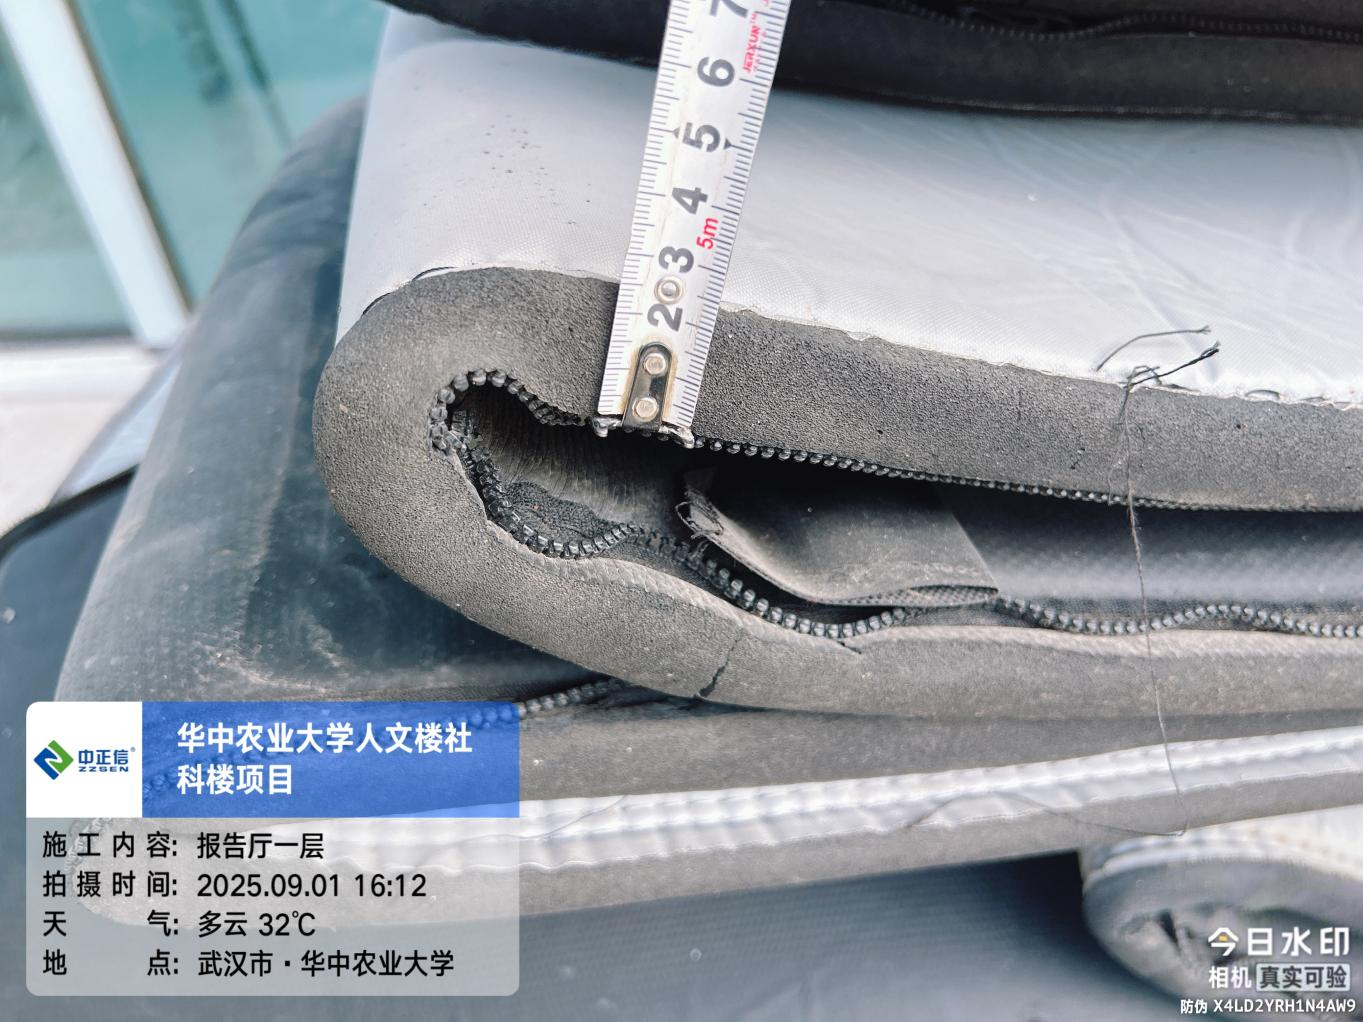 7
6
5
4
5m
3
2
JERXUN
中正信®
ZZSEN
华中农业大学人文楼社
科楼项目
施工内容: 报告厅一层
拍摄时间: 2025.09.01 16:12
天气: 多云 32℃
地点: 武汉市·华中农业大学
今日水印
相机 真实可验
防伪 X4LD2YRH1N4AW9